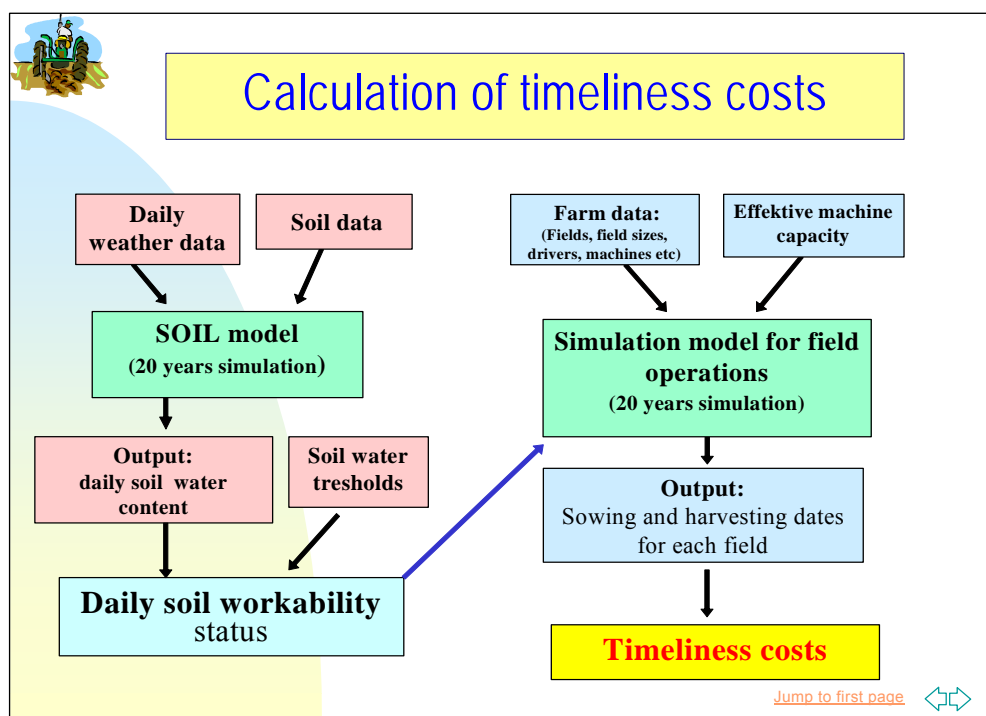 Calculation of timeliness costs
Daily
weather data
Soil data
Farm data:
(Fields, field sizes,
drivers, machines etc)
Effektive machine
capacity
SOIL model
(20 years simulation)
Simulation model for field
operations
(20 years simulation)
Output:
daily soil water
content
Soil water
tresholds
Output:
Sowing and harvesting dates
for each field
Daily soil workability
status
Timeliness costs
Jump to first page